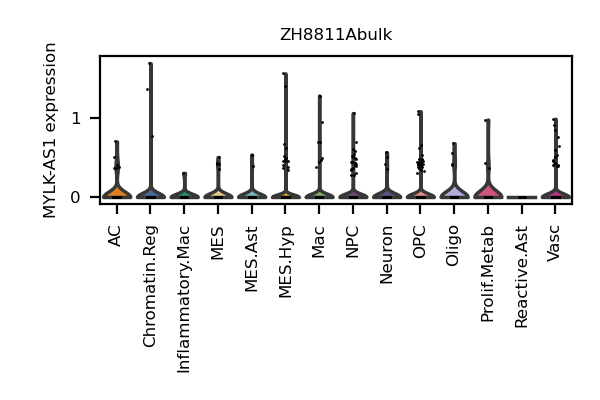 ZH8811Abulk
MYLK-AS1 expression
1
0
AC
Chromatin.Reg
Inflammatory.Mac
MES
MES.Ast
MES.Hyp
Mac
NPC
Neuron
OPC
Oligo
Prolif.Metab
Reactive.Ast
Vasc